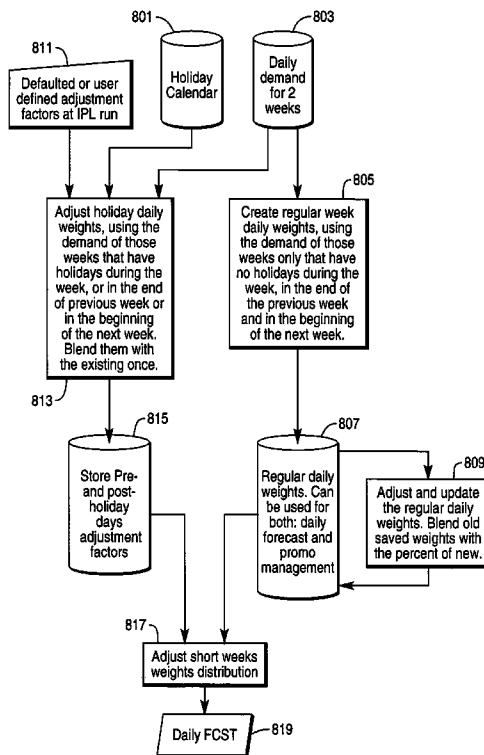 811
Defaulted or user
defined adjustment
factors at IPL run
801
Holiday
Calendar
803
Daily
demand
for 2
weeks
805
Create regular week
daily weights, using
the demand of those
weeks only that have
no holidays during the
week, in the end of
the previous week
and in the beginning
of the next week.
Adjust holiday daily
weights, using the
demand of those
weeks that have
holidays during the
week, or in the end
of previous week or
in the beginning
of the next week.
Blend them with
the existing once.
813
815
Store Pre-
and post-
holiday
days
adjustment
factors
807
Regular daily
weights. Can
be used for
both: daily
forecast and
promo
management
809
Adjust and update
the regular daily
weights. Blend old
saved weights with
the percent of new.
817
Adjust short weeks
weights distribution
Daily FCST
819